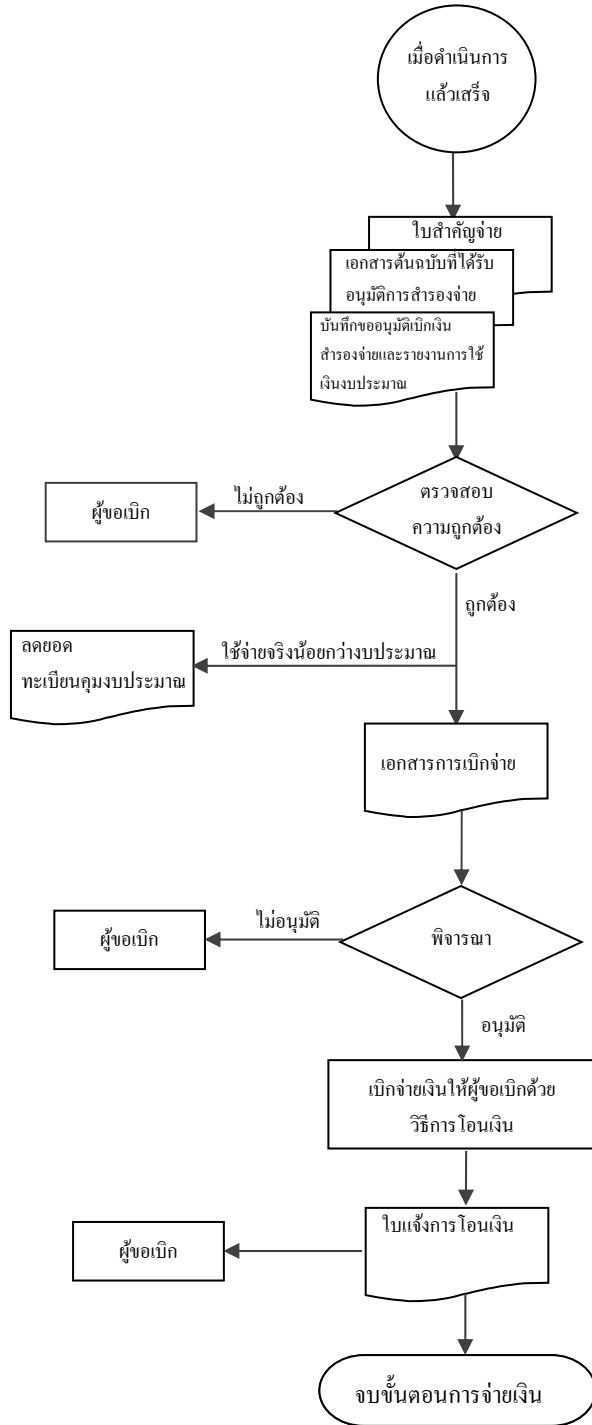 เมื่อดำเนินการ
แล้วเสร็จ
ใบสำคัญจ่าย
เอกสารต้นฉบับที่ได้รับ
อนุมัติการสำรองจ่าย
บันทึกขออนุมัติเบิกเงิน
สำรองจ่ายและรายงานการใช้
เงินงบประมาณ
ตรวจสอบ
ความถูกต้อง
ไม่ถูกต้อง
ผู้ขอเบิก
ถูกต้อง
ใช้จ่ายจริงน้อยกว่างบประมาณ
ลดยอด
ทะเบียนคุมงบประมาณ
เอกสารการเบิกจ่าย
พิจารณา
ไม่อนุมัติ
ผู้ขอเบิก
อนุมัติ
เบิกจ่ายเงินให้ผู้ขอเบิกด้วย
วิธีการโอนเงิน
ใบแจ้งการโอนเงิน
ผู้ขอเบิก
จบขั้นตอนการจ่ายเงิน